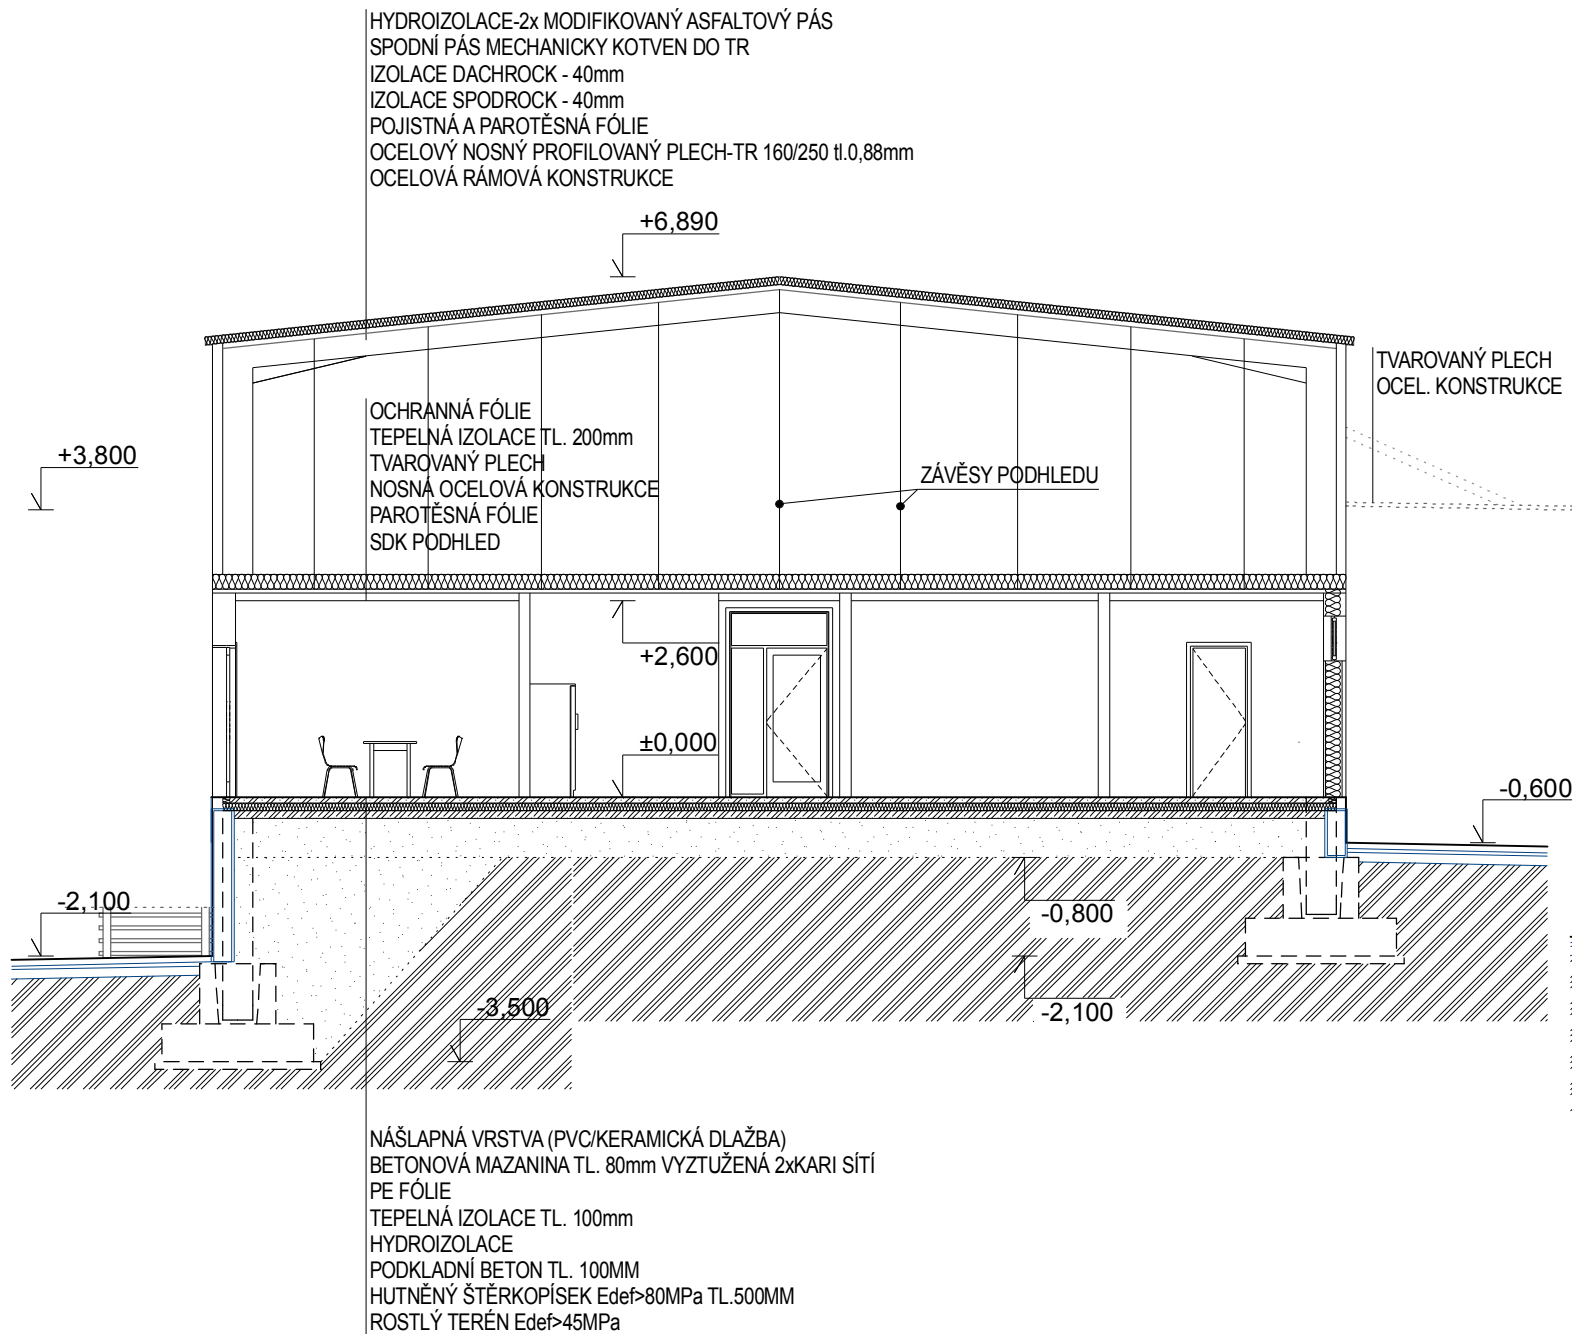 HYDROIZOLACE-2x MODIFIKOVANÝ ASFALTOVÝ PÁS
SPODNÍ PÁS MECHANICKY KOTVEN DO TR
IZOLACE DACHROCK - 40mm
IZOLACE SPODROCK - 40mm
POJISTNÁ A PAROTĚSNÁ FÓLIE
OCELOVÝ NOSNÝ PROFILOVANÝ PLECH-TR 160/250 tl.0,88mm
OCELOVÁ RÁMOVÁ KONSTRUKCE
+6,890
TVAROVANÝ PLECH
OCEL. KONSTRUKCE
OCHRANNÁ FÓLIE
TEPELNÁ IZOLACE TL. 200mm
TVAROVANÝ PLECH
NOSNÁ OCELOVÁ KONSTRUKCE
PAROTĚSNÁ FÓLIE
SDK PODHLED
+3,800
ZÁVĚSY PODHLEDU
+2,600
±0,000
-0,600
-2,100
-0,800
-3,500
-2,100
NÁŠLAPNÁ VRSTVA (PVC/KERAMICKÁ DLAŽBA)
BETONOVÁ MAZANINA TL. 80mm VYZTUŽENÁ 2xKARI SÍTÍ
PE FÓLIE
TEPELNÁ IZOLACE TL. 100mm
HYDROIZOLACE
PODKLADNÍ BETON TL. 100MM
HUTNĚNÝ ŠTĚRKOPÍSEK Edef>80MPa TL.500MM
ROSTLÝ TERÉN Edef>45MPa